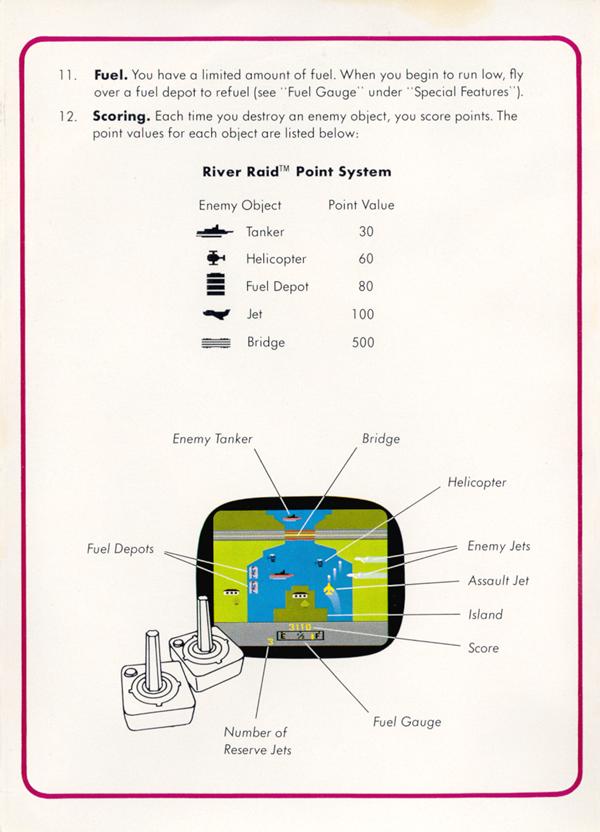 11. Fuel. You have a limited amount of fuel. When you begin to run low, fly
over a fuel depot to refuel (see "Fuel Gauge" under "Special Features").
12. Scoring. Each time you destroy an enemy object, you score points. The
point values for each object are listed below:
River Raid™ Point System
Enemy Object Point Value
Tanker 30
Helicopter 60
Fuel Depot 80
Jet 100
Bridge 500
Enemy Tanker
Bridge
Helicopter
Fuel Depots
Enemy Jets
Assault Jet
Island
3110
Score
E ½ F
3
Fuel Gauge
Number of
Reserve Jets